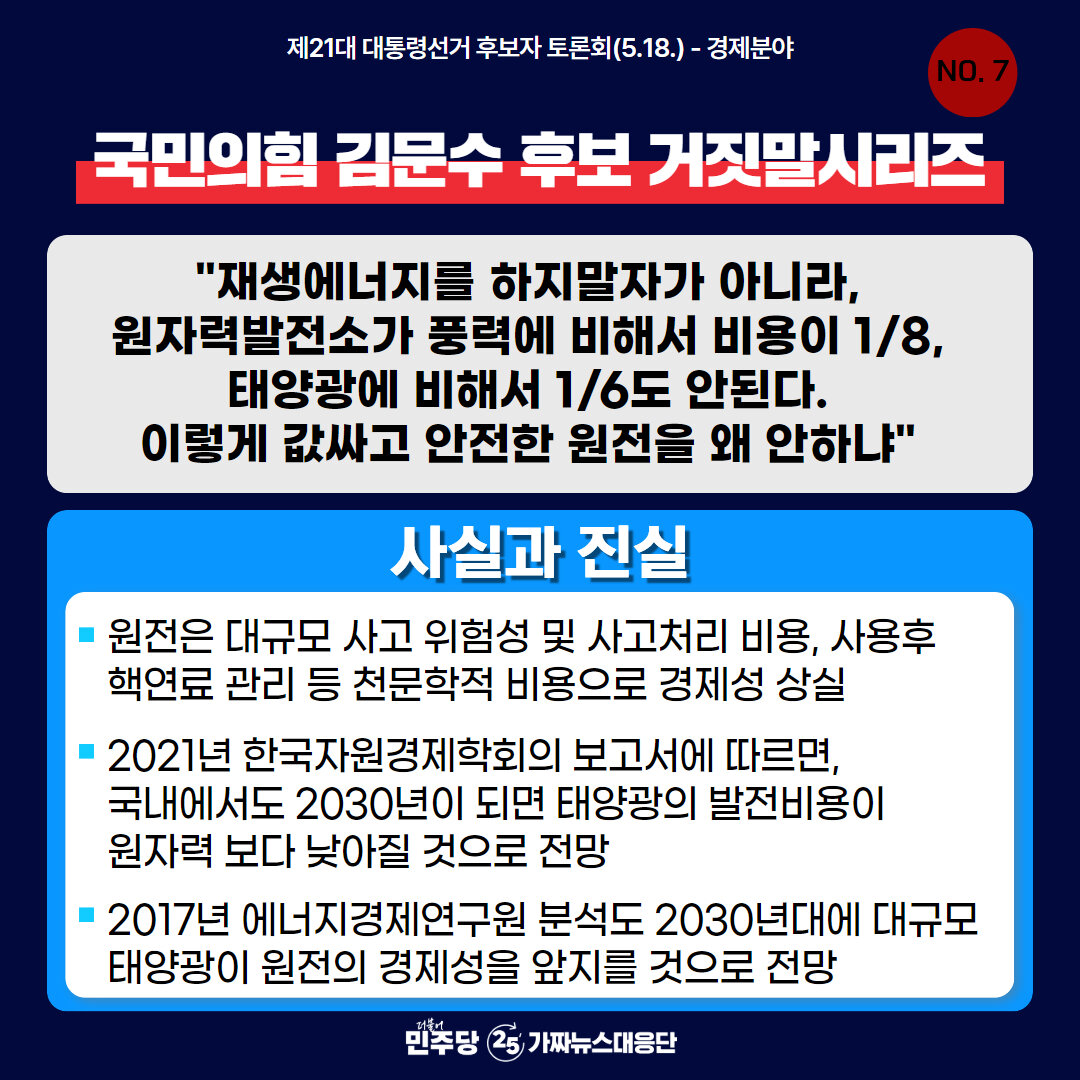 제21대 대통령선거 후보자 토론회(5.18.) - 경제분야
NO. 7
국민의힘 김문수 후보 거짓말시리즈
"재생에너지를 하지말자가 아니라,
원자력발전소가 풍력에 비해서 비용이 1/8,
태양광에 비해서 1/6도 안된다.
이렇게 값싸고 안전한 원전을 왜 안하냐"
사실과 진실
원전은 대규모 사고 위험성 및 사고처리 비용, 사용후
핵연료 관리 등 천문학적 비용으로 경제성 상실
2021년 한국자원경제학회의 보고서에 따르면,
국내에서도 2030년이 되면 태양광의 발전비용이
원자력 보다 낮아질 것으로 전망
2017년 에너지경제연구원 분석도 2030년대에 대규모
태양광이 원전의 경제성을 앞지를 것으로 전망
더불어
민주당 25 가짜뉴스대응단